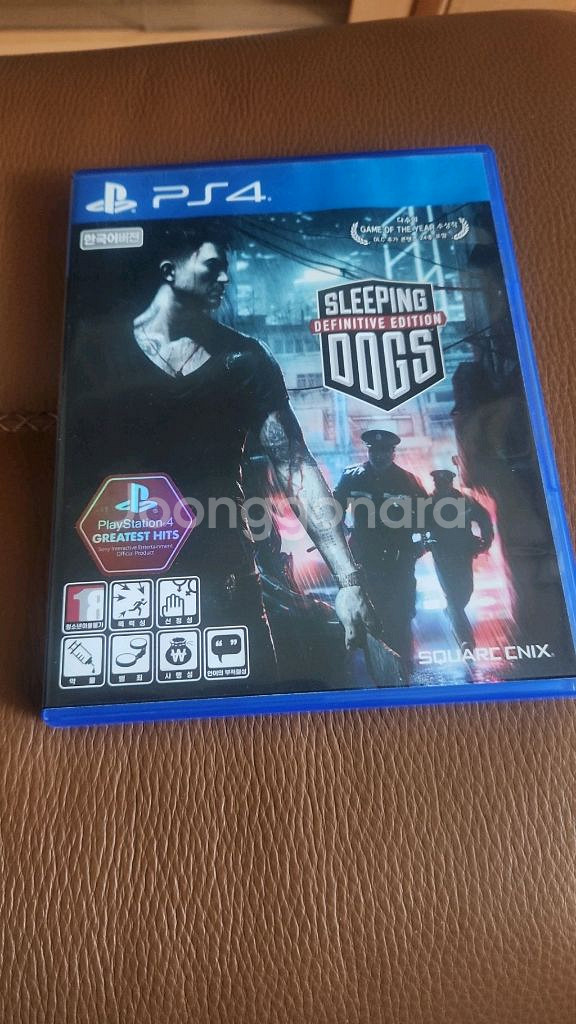 PS4
한국어버전
다수의
GAME OF THE YEAR 수상작
DLC 추가 콘텐츠 24종 포함
SLEEPING
DEFINITIVE EDITION
DOGS
Joonggonara
PlayStation 4
GREATEST HITS
Sony Interactive Entertainment
Official Product
18
청소년이용불가
폭력성
선정성
약물
범죄
사행성
언어의 부적절성
SQUARE ENIX